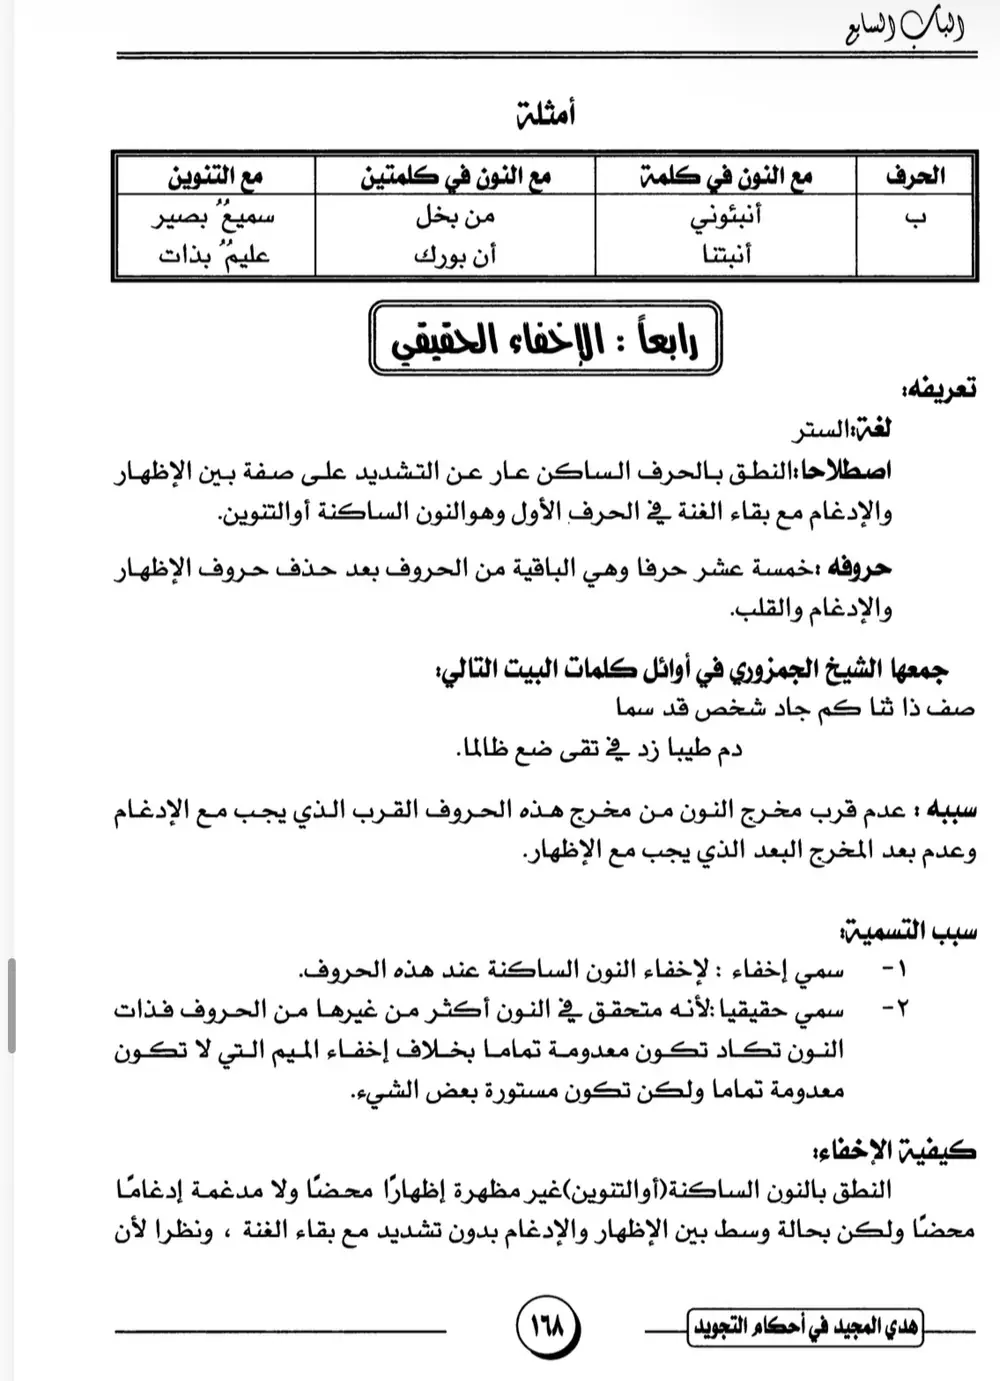 الباب السابع
أمثلة
الحرف مع النون في كلمة مع النون في كلمتين مع التنوين
ب أنبئوني من بخل سميعٌ بصير
أنبتنا أن بورك عليمٌ بذات
رابعاً : الإخفاء الحقيقي
تعريفه:
لغة:الستر
اصطلاحا:النطق بالحرف الساكن عار عن التشديد على صفة بين الإظهار
والإدغام مع بقاء الغنة في الحرف الأول وهوالنون الساكنة أوالتنوين.
حروفه :خمسة عشر حرفا وهي الباقية من الحروف بعد حذف حروف الإظهار
والإدغام والقلب.
جمعها الشيخ الجمزوري في أوائل كلمات البيت التالي:
صف ذا ثنا كم جاد شخص قد سما
دم طيبا زد في تقى ضع ظالما.
سببه : عدم قرب مخرج النون من مخرج هذه الحروف القرب الذي يجب مع الإدغام
وعدم بعد المخرج البعد الذي يجب مع الإظهار.
سبب التسمية:
١- سمي إخفاء : لإخفاء النون الساكنة عند هذه الحروف.
٢- سمي حقيقيا:لأنه متحقق في النون أكثر من غيرها من الحروف فذات
النون تكاد تكون معدومة تماما بخلاف إخفاء الميم التي لا تكون
معدومة تماما ولكن تكون مستورة بعض الشيء.
كيفية الإخفاء:
النطق بالنون الساكنة(أوالتنوين)غير مظهرة إظهارًا محضًا ولا مدغمة إدغامًا
محضًا ولكن بحالة وسط بين الإظهار والإدغام بدون تشديد مع بقاء الغنة ، ونظرا لأن
هدي المجيد في أحكام التجويد
١٦٨